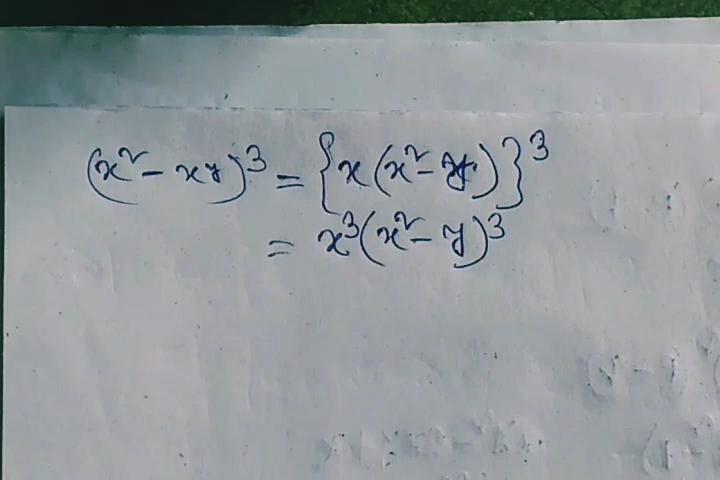 (x² - xy)³ = {x(x² - y)}³
= x³(x² - y)³